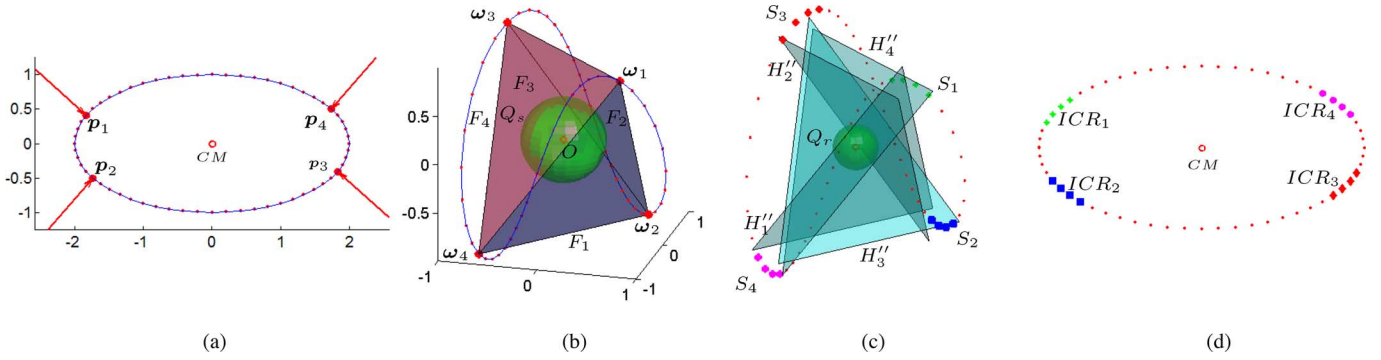 1
0.5
0
-0.5
-1
-2
-1
0
1
2
p1
p2
p3
p4
CM
(a)
0.5
0
-0.5
-1
0
1
-1
0
1
ω3
ω1
ω2
ω4
F3
F4
Qs
F2
O
F1
(b)
S3
H''4
H''2
S1
Qr
H''1
H''3
S2
S4
(c)
ICR1
ICR4
CM
ICR2
ICR3
(d)